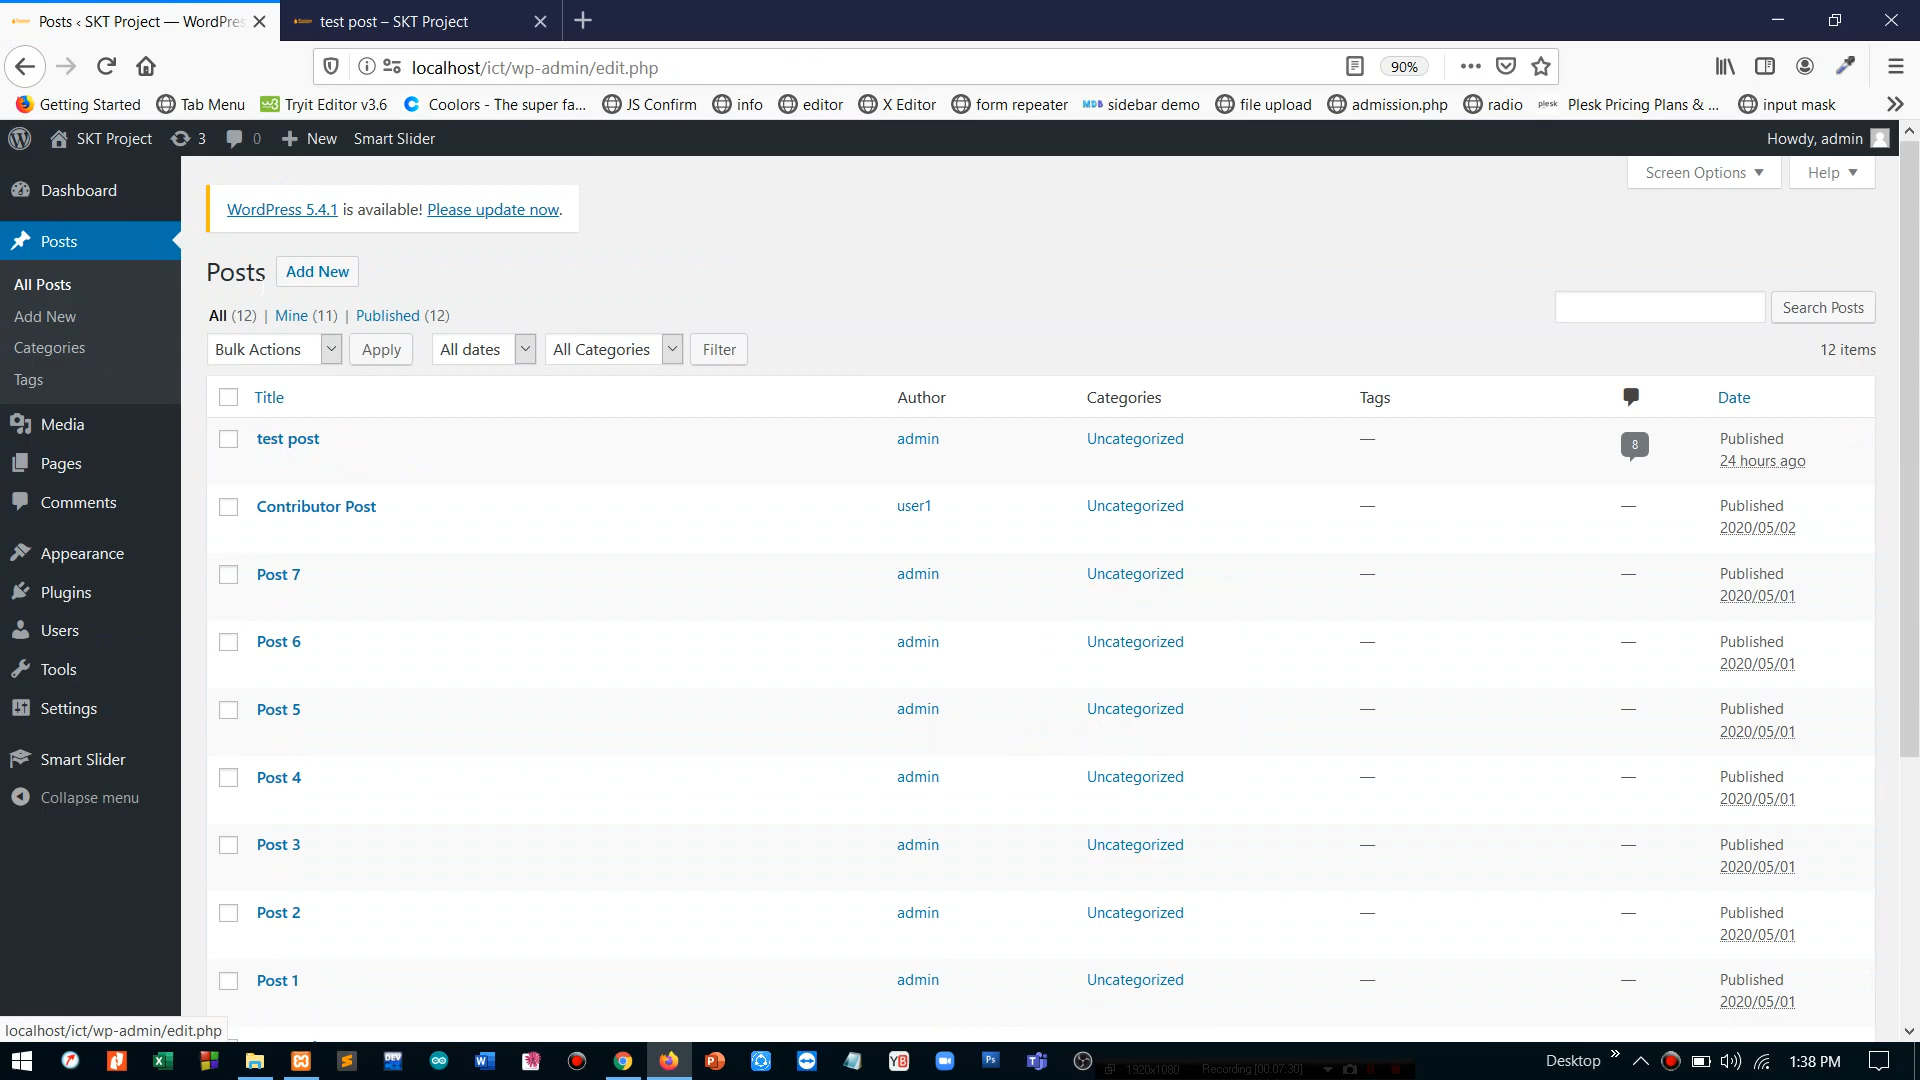 Posts ‹ SKT Project — WordPres
test post – SKT Project
localhost/ict/wp-admin/edit.php
90%
Getting Started
Tab Menu
Tryit Editor v3.6
Coolors - The super fa...
JS Confirm
info
editor
X Editor
form repeater
MDB sidebar demo
file upload
admission.php
radio
plesk Plesk Pricing Plans & ...
input mask
SKT Project 3 0 New Smart Slider
Howdy, admin
Dashboard
Posts
All Posts
Add New
Categories
Tags
Media
Pages
Comments
Appearance
Plugins
Users
Tools
Settings
Smart Slider
Collapse menu
Screen Options Help
WordPress 5.4.1 is available! Please update now.
Posts Add New
All (12) | Mine (11) | Published (12)
Search Posts
Bulk Actions Apply All dates All Categories Filter
12 items
Title Author Categories Tags Date
test post admin Uncategorized — 8 Published
24 hours ago
Contributor Post user1 Uncategorized — — Published
2020/05/02
Post 7 admin Uncategorized — — Published
2020/05/01
Post 6 admin Uncategorized — — Published
2020/05/01
Post 5 admin Uncategorized — — Published
2020/05/01
Post 4 admin Uncategorized — — Published
2020/05/01
Post 3 admin Uncategorized — — Published
2020/05/01
Post 2 admin Uncategorized — — Published
2020/05/01
Post 1 admin Uncategorized — — Published
2020/05/01
localhost/ict/wp-admin/edit.php
1920x1080 Recording [00:07:30]
Desktop
1:38 PM